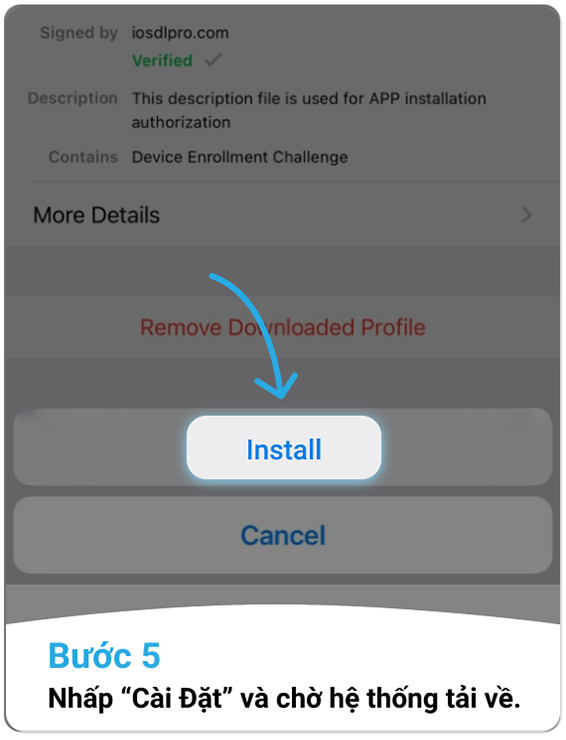 Signed by iosdlpro.com
Verified ✓
Description This description file is used for APP installation
authorization
Contains Device Enrollment Challenge
More Details
Remove Downloaded Profile
Install
Cancel
Bước 5
Nhấp “Cài Đặt” và chờ hệ thống tải về.